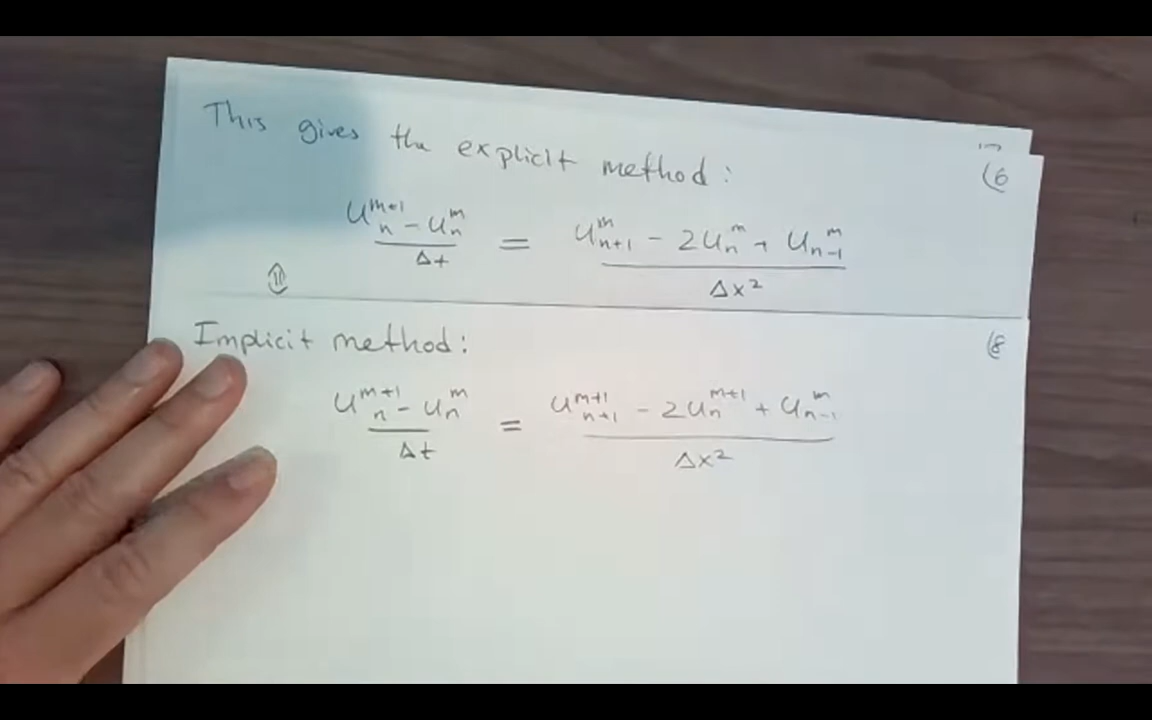 This gives the explicit method:
(6
u_n^{m+1} - u_n^m / Δt = u_{n+1}^m - 2u_n^m + u_{n-1}^m / Δx²
⇕
Implicit method:
(8
u_n^{m+1} - u_n^m / Δt = u_{n+1}^{m+1} - 2u_n^{m+1} + u_{n-1}^m / Δx²